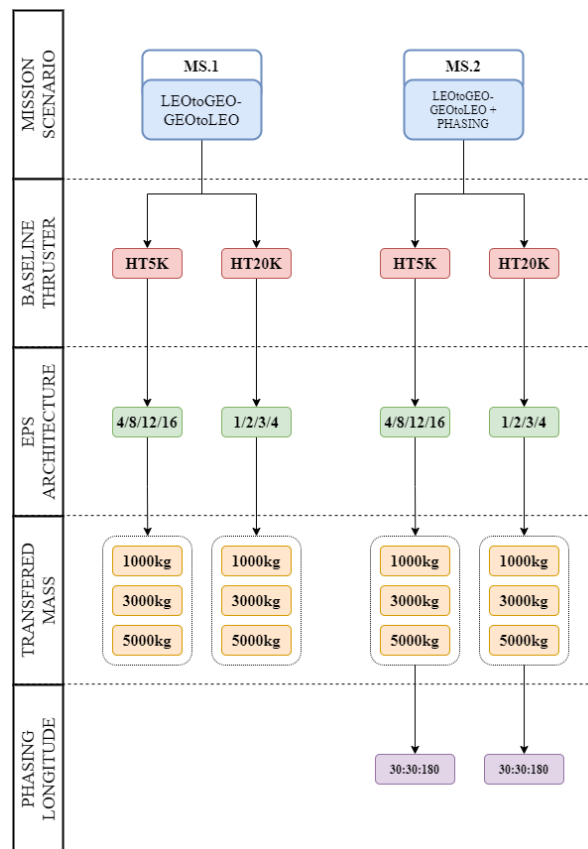 MISSION
SCENARIO
MS.1
LEOtoGEO-
GEOtoLEO
MS.2
LEOtoGEO-
GEOtoLEO +
PHASING
BASELINE
THRUSTER
HT5K
HT20K
HT5K
HT20K
EPS
ARCHITECTURE
4/8/12/16
1/2/3/4
4/8/12/16
1/2/3/4
TRANSFERED
MASS
1000kg
3000kg
5000kg
1000kg
3000kg
5000kg
1000kg
3000kg
5000kg
1000kg
3000kg
5000kg
PHASING
LONGITUDE
30:30:180
30:30:180